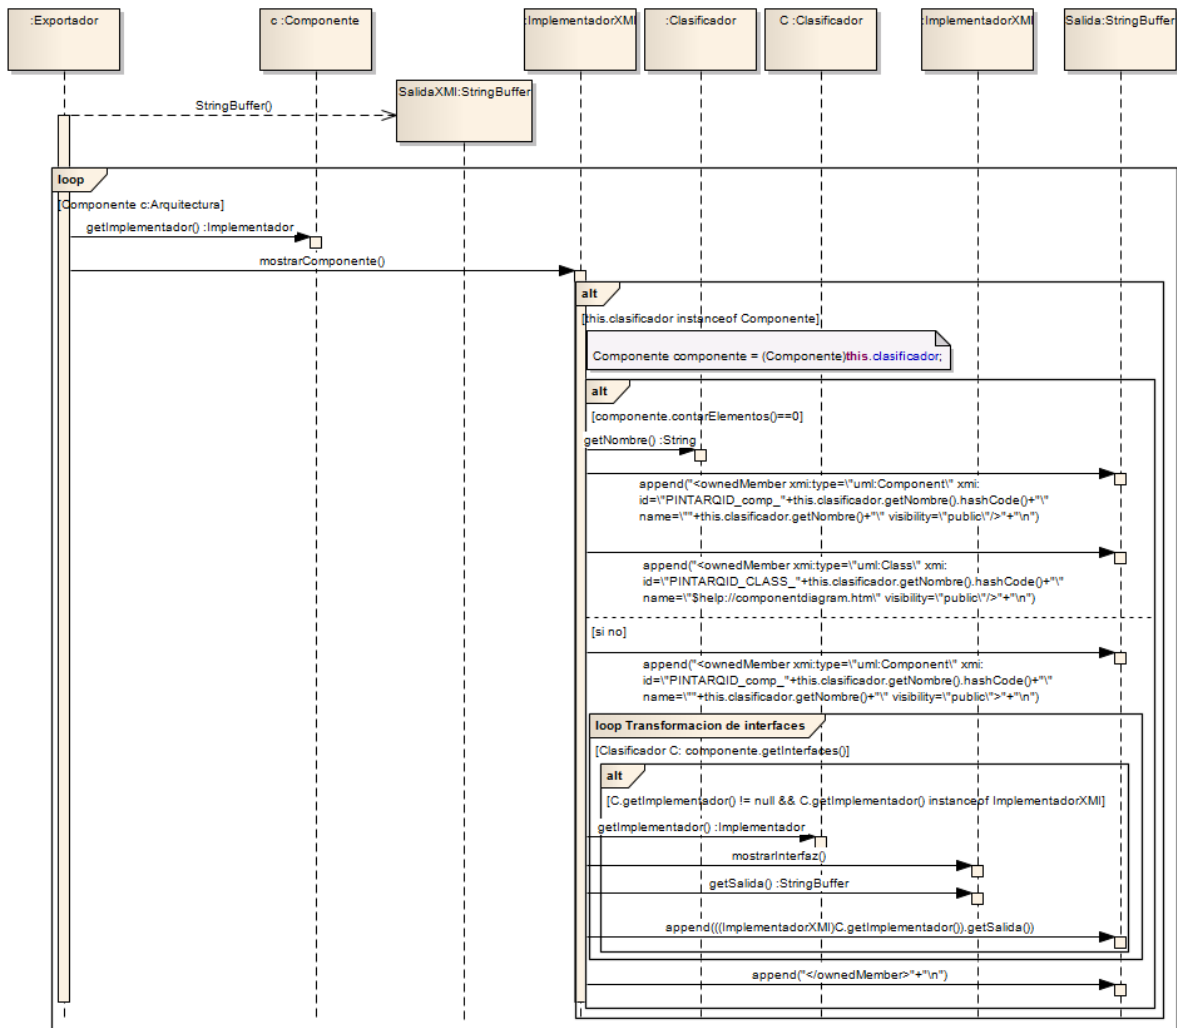 :Exportador
c :Componente
:ImplementadorXMI
:Clasificador
C :Clasificador
:ImplementadorXMI
Salida:StringBuffer
SalidaXMI:StringBuffer
StringBuffer()
loop
[Componente c:Arquitectura]
getImplementador() :Implementador
mostrarComponente()
alt
[this.clasificador instanceof Componente]
Componente componente = (Componente)this.clasificador;
alt
[componente.contarElementos()==0]
getNombre() :String
append("<ownedMember xmi:type=\"uml:Component\" xmi:
id=\"PINTARQID_comp_"+this.clasificador.getNombre().hashCode()+"\"
name=\""+this.clasificador.getNombre()+"\" visibility=\"public\"/>"+"\n")
append("<ownedMember xmi:type=\"uml:Class\" xmi:
id=\"PINTARQID_CLASS_"+this.clasificador.getNombre().hashCode()+"\"
name=\"$help://componentdiagram.htm\" visibility=\"public\"/>"+"\n")
[si no]
append("<ownedMember xmi:type=\"uml:Component\" xmi:
id=\"PINTARQID_comp_"+this.clasificador.getNombre().hashCode()+"\"
name=\""+this.clasificador.getNombre()+"\" visibility=\"public\">"+"\n")
loop Transformacion de interfaces
[Clasificador C: componente.getInterfaces()]
alt
[C.getImplementador() != null && C.getImplementador() instanceof ImplementadorXMI]
getImplementador() :Implementador
mostrarInterfaz()
getSalida() :StringBuffer
append(((ImplementadorXMI)C.getImplementador()).getSalida())
append("</ownedMember>"+"\n")